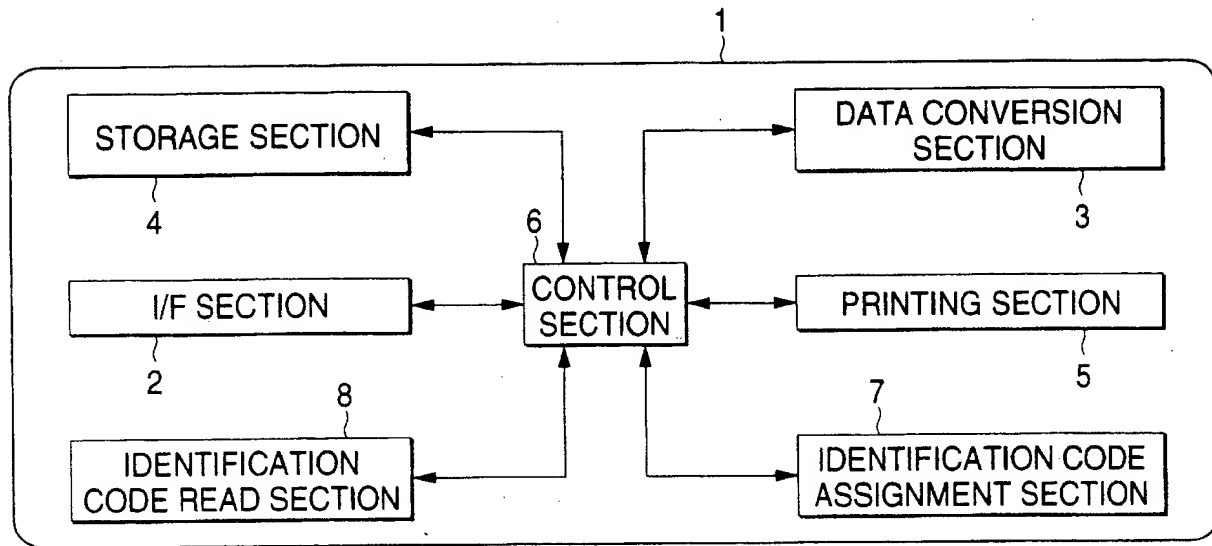 1
STORAGE SECTION
4
DATA CONVERSION
SECTION
3
6
CONTROL
SECTION
I/F SECTION
2
PRINTING SECTION
5
8
IDENTIFICATION
CODE READ SECTION
7
IDENTIFICATION CODE
ASSIGNMENT SECTION